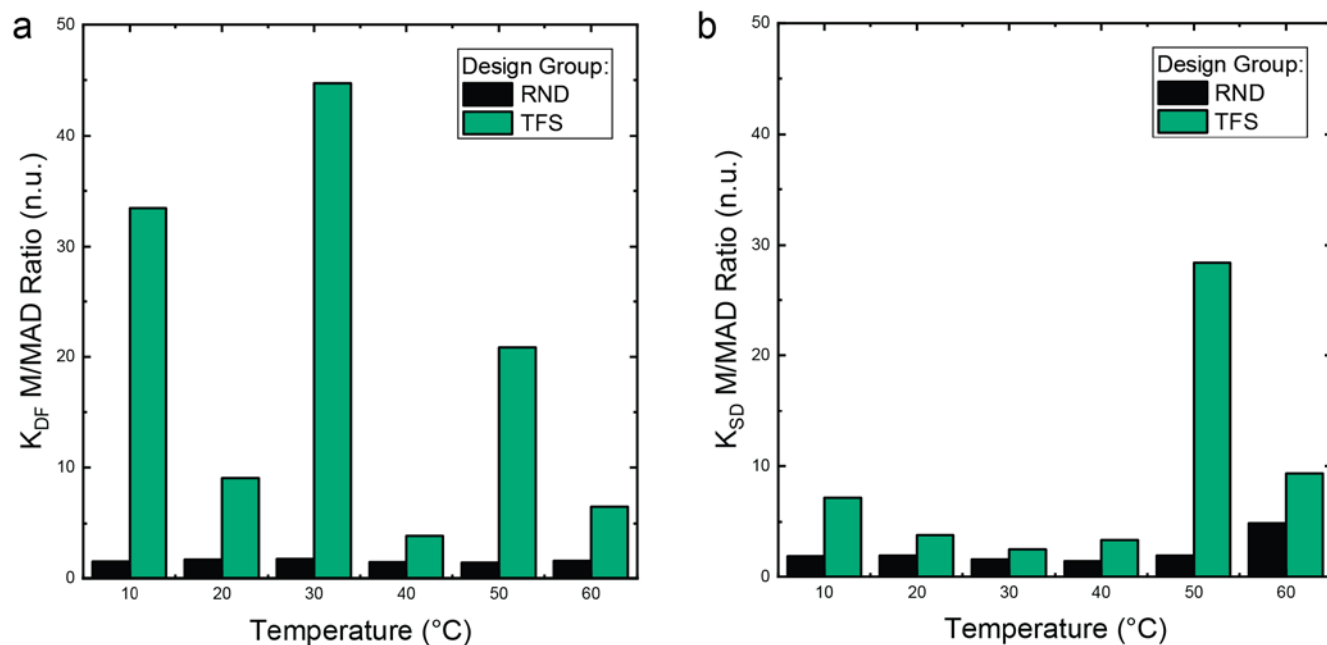 a
50
40
30
20
10
0
K_DF M/MAD Ratio (n.u.)
Design Group:
RND
TFS
10 20 30 40 50 60
Temperature (°C)
b
50
40
30
20
10
0
K_SD M/MAD Ratio (n.u.)
Design Group:
RND
TFS
10 20 30 40 50 60
Temperature (°C)